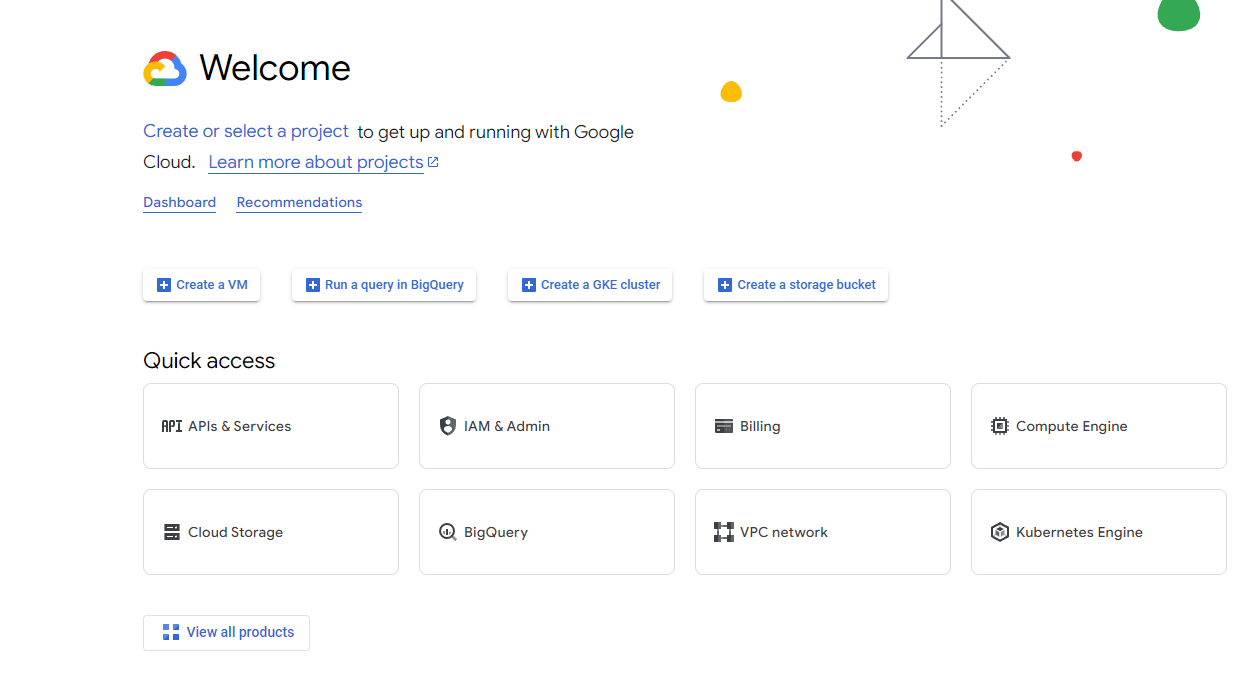 Welcome
Create or select a project to get up and running with Google
Cloud. Learn more about projects
Dashboard Recommendations
Create a VM Run a query in BigQuery Create a GKE cluster Create a storage bucket
Quick access
API APIs & Services IAM & Admin Billing Compute Engine
Cloud Storage BigQuery VPC network Kubernetes Engine
View all products